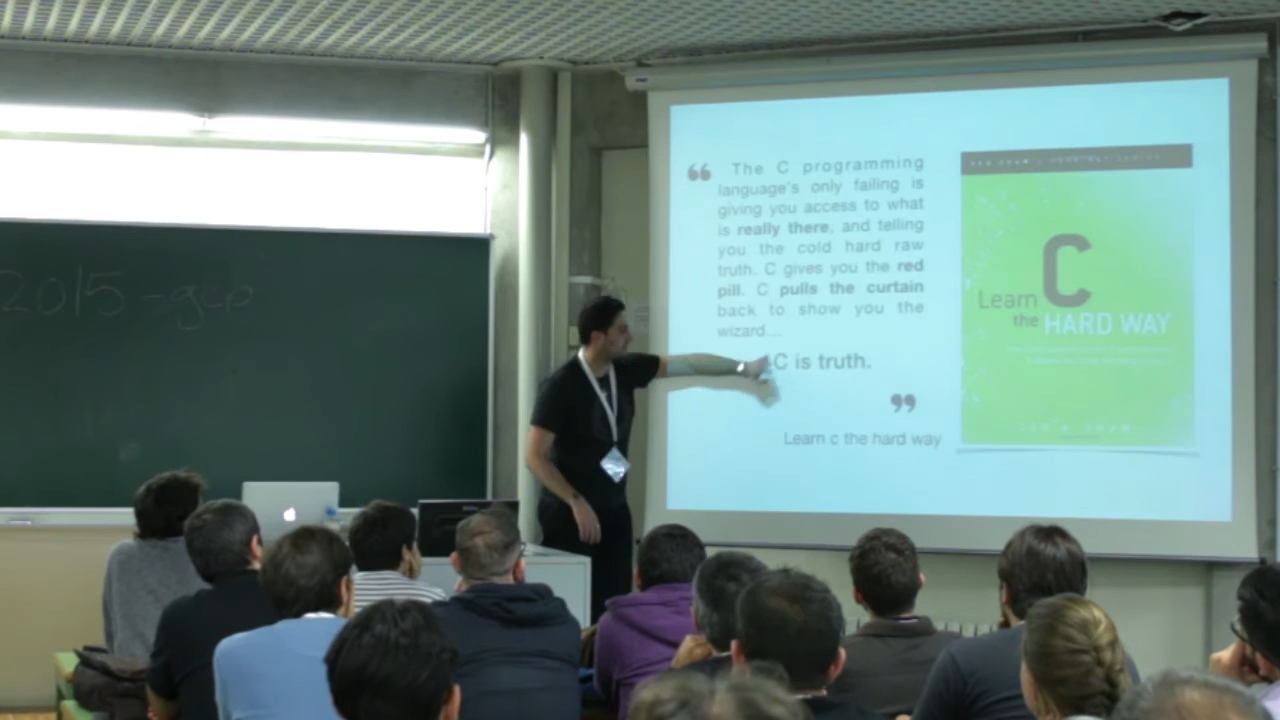 2015-gce
“ The C programming
language's only failing is
giving you access to what
is really there, and telling
you the cold hard raw
truth. C gives you the red
pill. C pulls the curtain
back to show you the
wizard...
C is truth.
”
Learn c the hard way
Learn C
the HARD WAY